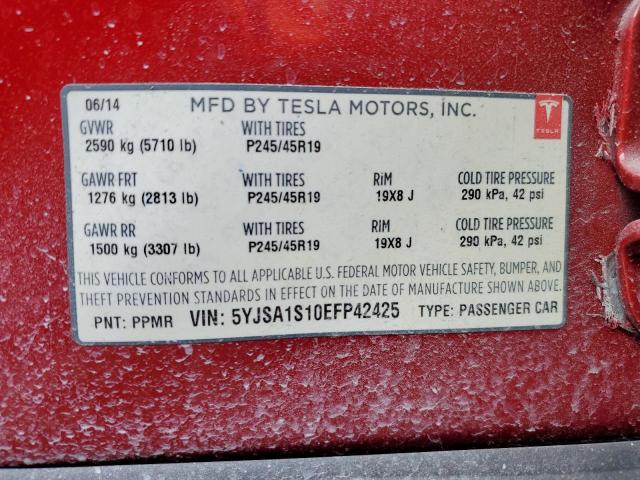 06/14 MFD BY TESLA MOTORS, INC.
TESLA
GVWR WITH TIRES
2590 kg (5710 lb) P245/45R19
GAWR FRT WITH TIRES RiM COLD TIRE PRESSURE
1276 kg (2813 lb) P245/45R19 19X8 J 290 kPa, 42 psi
GAWR RR WITH TIRES RiM COLD TIRE PRESSURE
1500 kg (3307 lb) P245/45R19 19X8 J 290 kPa, 42 psi
THIS VEHICLE CONFORMS TO ALL APPLICABLE U.S. FEDERAL MOTOR VEHICLE SAFETY, BUMPER, AND
THEFT PREVENTION STANDARDS IN EFFECT ON THE DATE OF MANUFACTURE SHOWN ABOVE.
PNT: PPMR VIN: 5YJSA1S10EFP42425 TYPE: PASSENGER CAR